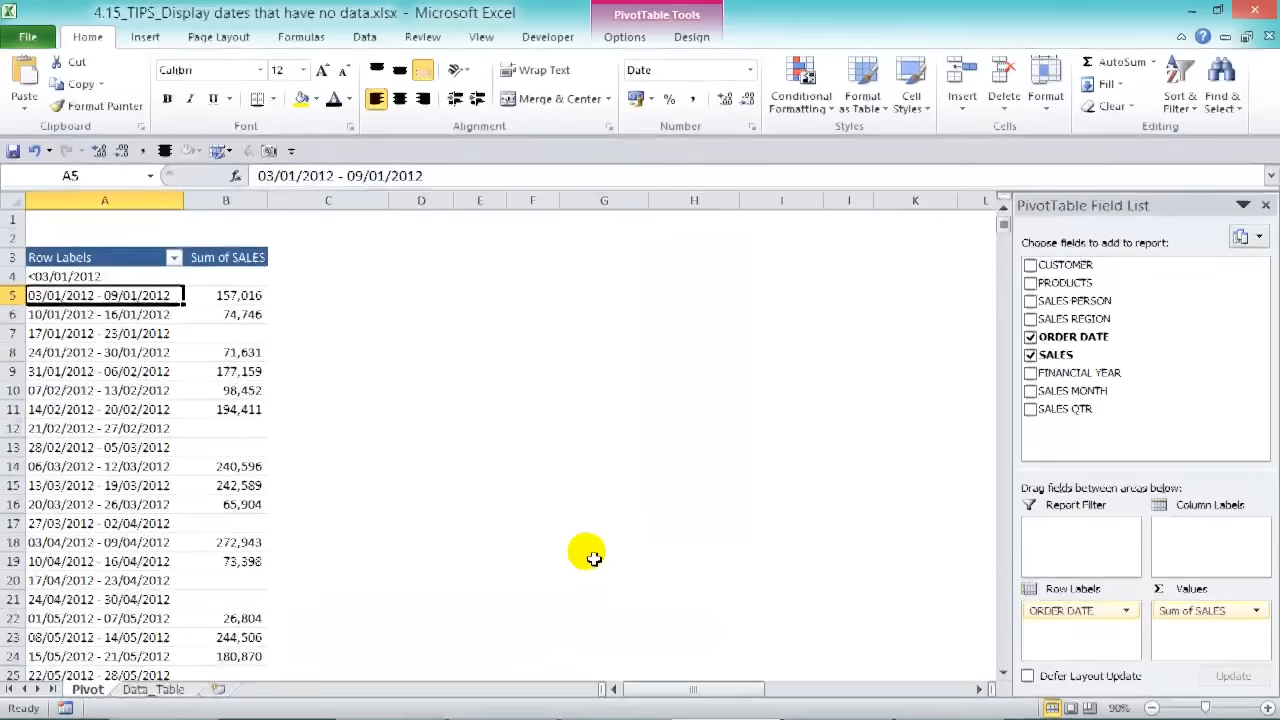 4.15_TIPS_Display dates that have no data.xlsx - Microsoft Excel
PivotTable Tools
File Home Insert Page Layout Formulas Data Review View Developer Options Design
Paste
Cut
Copy
Format Painter
Calibri 12
B I U A
Wrap Text
Merge & Center
Date
% ,
Conditional Formatting
Format as Table
Cell Styles
Insert Delete Format
AutoSum
Fill
Clear
Sort & Filter
Find & Select
Clipboard Font Alignment Number Styles Cells Editing
A5 fx 03/01/2012 - 09/01/2012
A B C D E F G H I J K L
1
2
3 Row Labels Sum of SALES
4 <03/01/2012
5 03/01/2012 - 09/01/2012 157,016
6 10/01/2012 - 16/01/2012 74,746
7 17/01/2012 - 23/01/2012
8 24/01/2012 - 30/01/2012 71,631
9 31/01/2012 - 06/02/2012 177,159
10 07/02/2012 - 13/02/2012 98,452
11 14/02/2012 - 20/02/2012 194,411
12 21/02/2012 - 27/02/2012
13 28/02/2012 - 05/03/2012
14 06/03/2012 - 12/03/2012 240,596
15 13/03/2012 - 19/03/2012 242,589
16 20/03/2012 - 26/03/2012 65,904
17 27/03/2012 - 02/04/2012
18 03/04/2012 - 09/04/2012 272,943
19 10/04/2012 - 16/04/2012 73,398
20 17/04/2012 - 23/04/2012
21 24/04/2012 - 30/04/2012
22 01/05/2012 - 07/05/2012 26,804
23 08/05/2012 - 14/05/2012 244,506
24 15/05/2012 - 21/05/2012 180,870
25 22/05/2012 - 28/05/2012
PivotTable Field List
Choose fields to add to report:
CUSTOMER
PRODUCTS
SALES PERSON
SALES REGION
ORDER DATE
SALES
FINANCIAL YEAR
SALES MONTH
SALES QTR
Drag fields between areas below:
Report Filter Column Labels
Row Labels Σ Values
ORDER DATE Sum of SALES
Defer Layout Update Update
Pivot Data_Table
Ready 90%